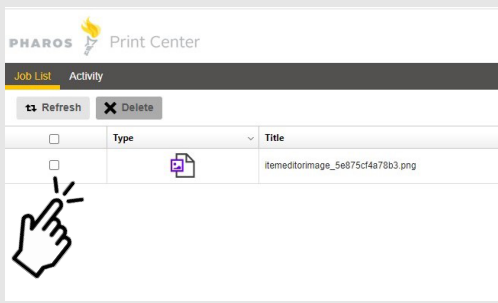 PHAROS Print Center
Job List Activity
Refresh Delete
Type Title
itemeditorimage_5e875cf4a78b3.png